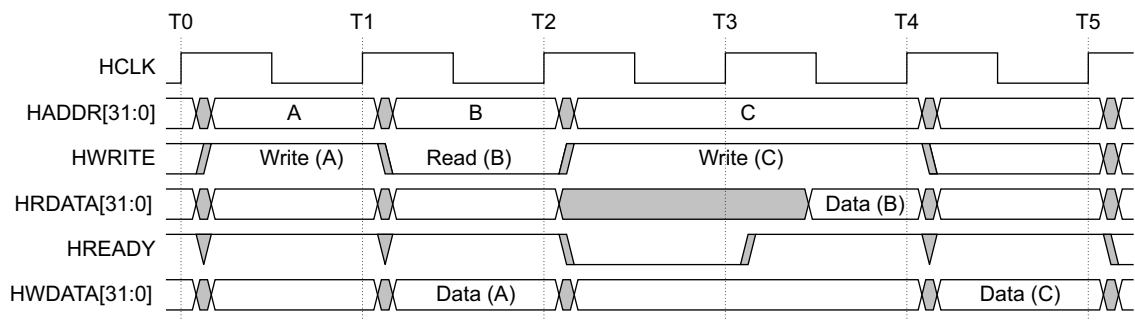 T0 T1 T2 T3 T4 T5
HCLK
HADDR[31:0] A B C
HWRITE Write (A) Read (B) Write (C)
HRDATA[31:0] Data (B)
HREADY
HWDATA[31:0] Data (A) Data (C)